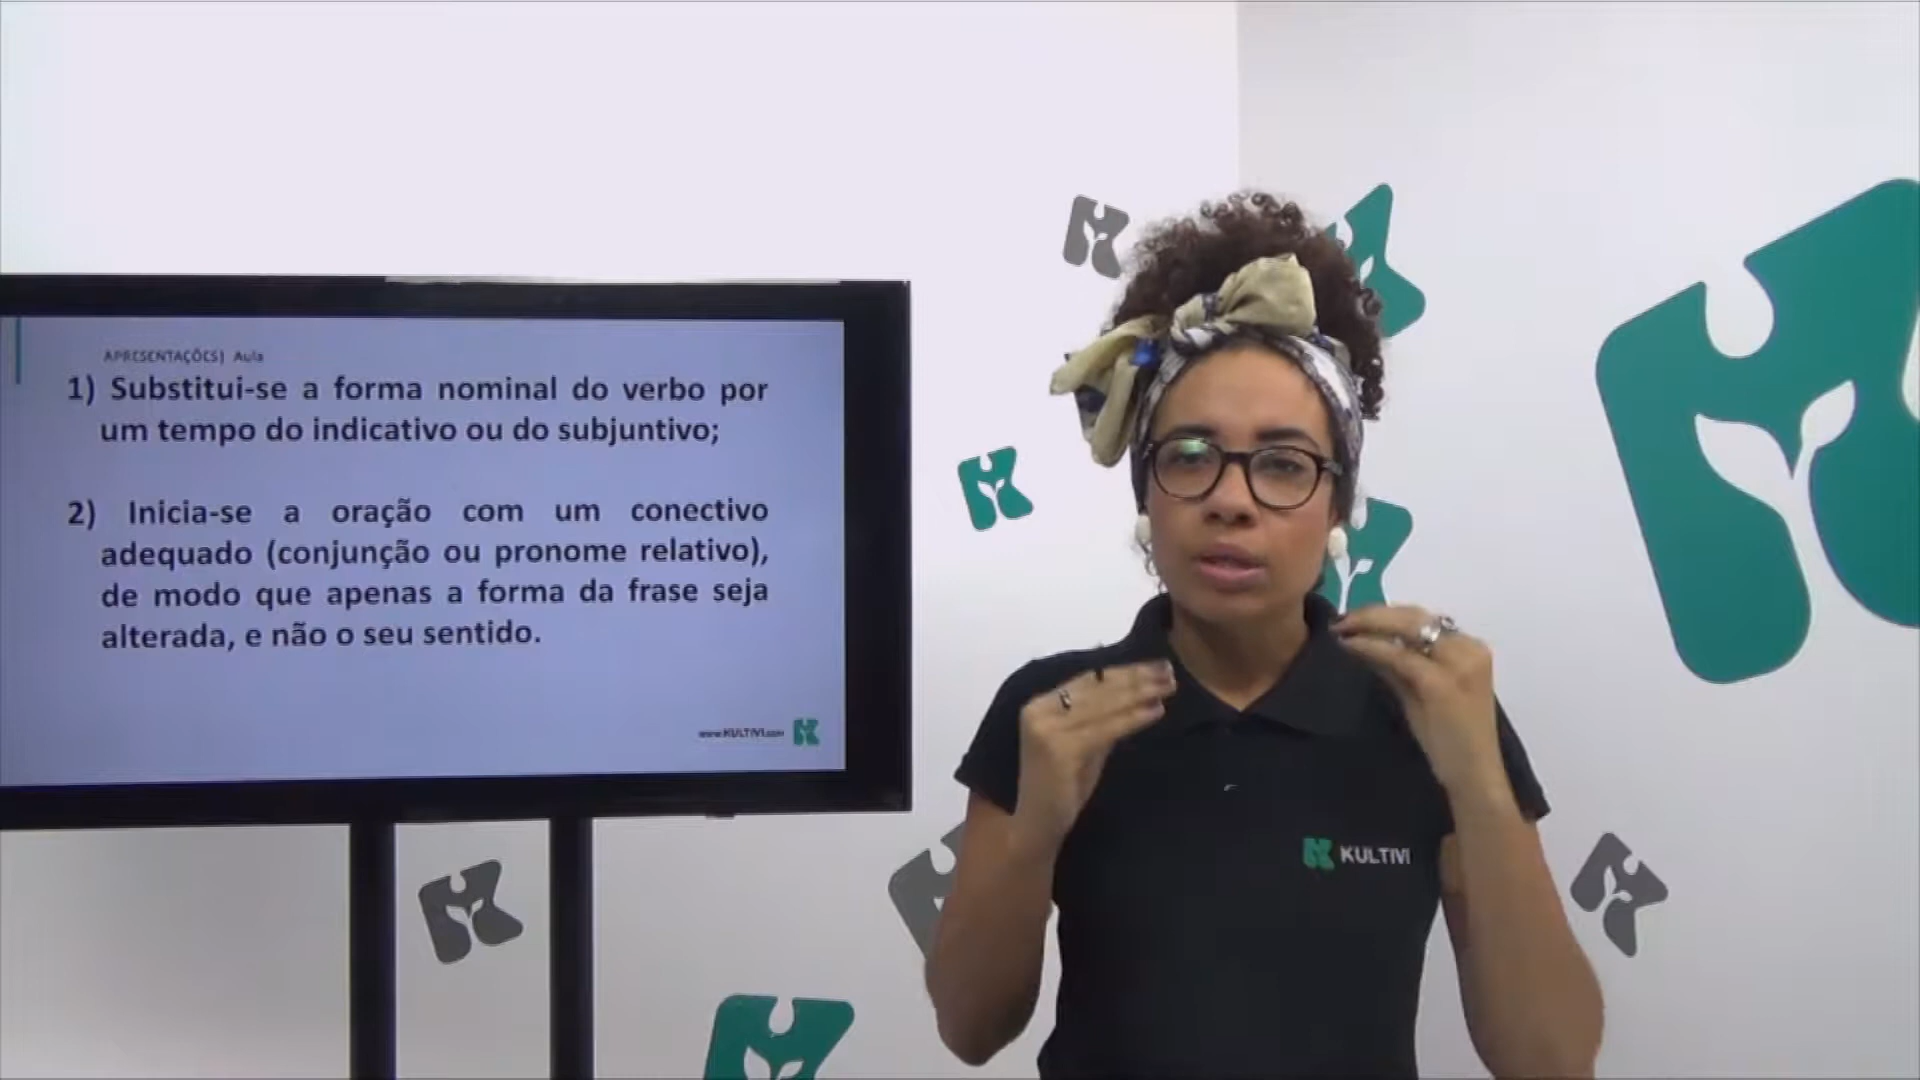 APRESENTAÇÕES| Aula
1) Substitui-se a forma nominal do verbo por
um tempo do indicativo ou do subjuntivo;
2) Inicia-se a oração com um conectivo
adequado (conjunção ou pronome relativo),
de modo que apenas a forma da frase seja
alterada, e não o seu sentido.
www.KULTIVI.com
KULTIVI